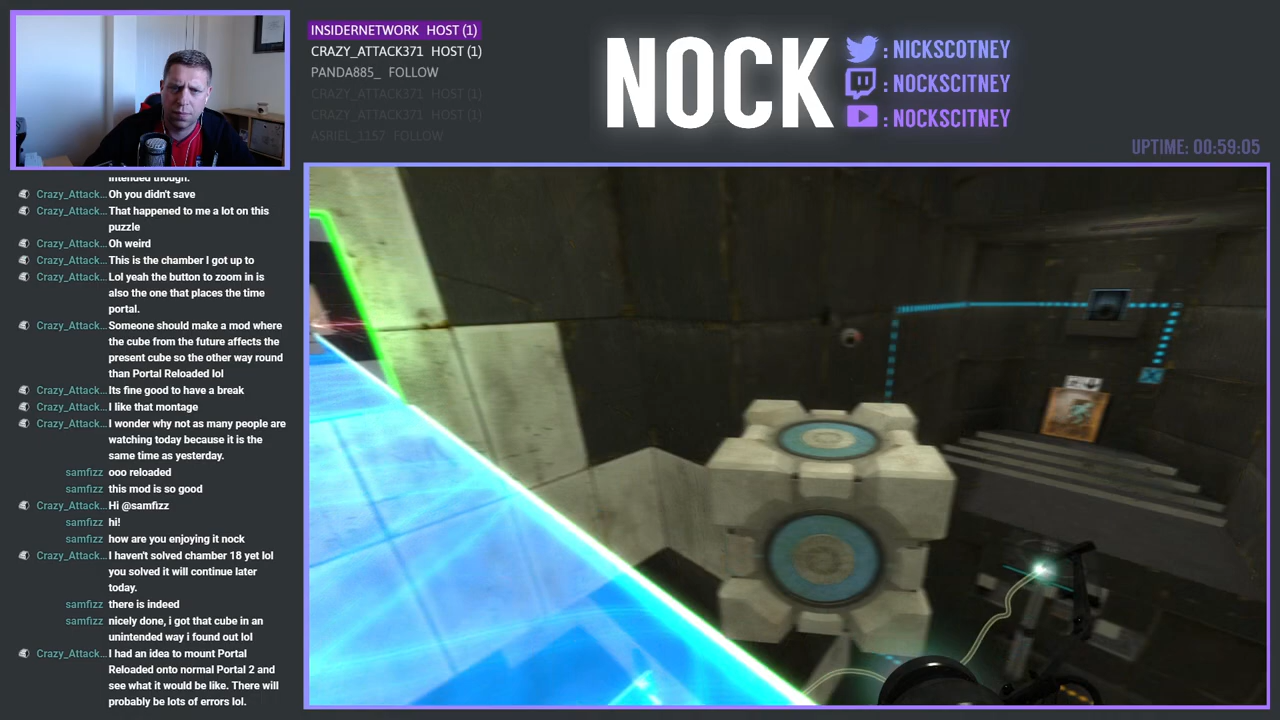 INSIDERNETWORK HOST (1)
CRAZY_ATTACK371 HOST (1)
PANDA885_ FOLLOW
CRAZY_ATTACK371 HOST (1)
CRAZY_ATTACK371 HOST (1)
ASRIEL_1157 FOLLOW
NOCK
: NICKSCOTNEY
: NOCKSCITNEY
: NOCKSCITNEY
UPTIME: 00:59:05
intended though.
Crazy_Attack... Oh you didn't save
Crazy_Attack... That happened to me a lot on this
puzzle
Crazy_Attack... Oh weird
Crazy_Attack... This is the chamber I got up to
Crazy_Attack... Lol yeah the button to zoom in is
also the one that places the time
portal.
Crazy_Attack... Someone should make a mod where
the cube from the future affects the
present cube so the other way round
than Portal Reloaded lol
Crazy_Attack... Its fine good to have a break
Crazy_Attack... I like that montage
Crazy_Attack... I wonder why not as many people are
watching today because it is the
same time as yesterday.
samfizz ooo reloaded
samfizz this mod is so good
Crazy_Attack... Hi @samfizz
samfizz hi!
samfizz how are you enjoying it nock
Crazy_Attack... I haven't solved chamber 18 yet lol
you solved it will continue later
today.
samfizz there is indeed
samfizz nicely done, i got that cube in an
unintended way i found out lol
Crazy_Attack... I had an idea to mount Portal
Reloaded onto normal Portal 2 and
see what it would be like. There will
probably be lots of errors lol.